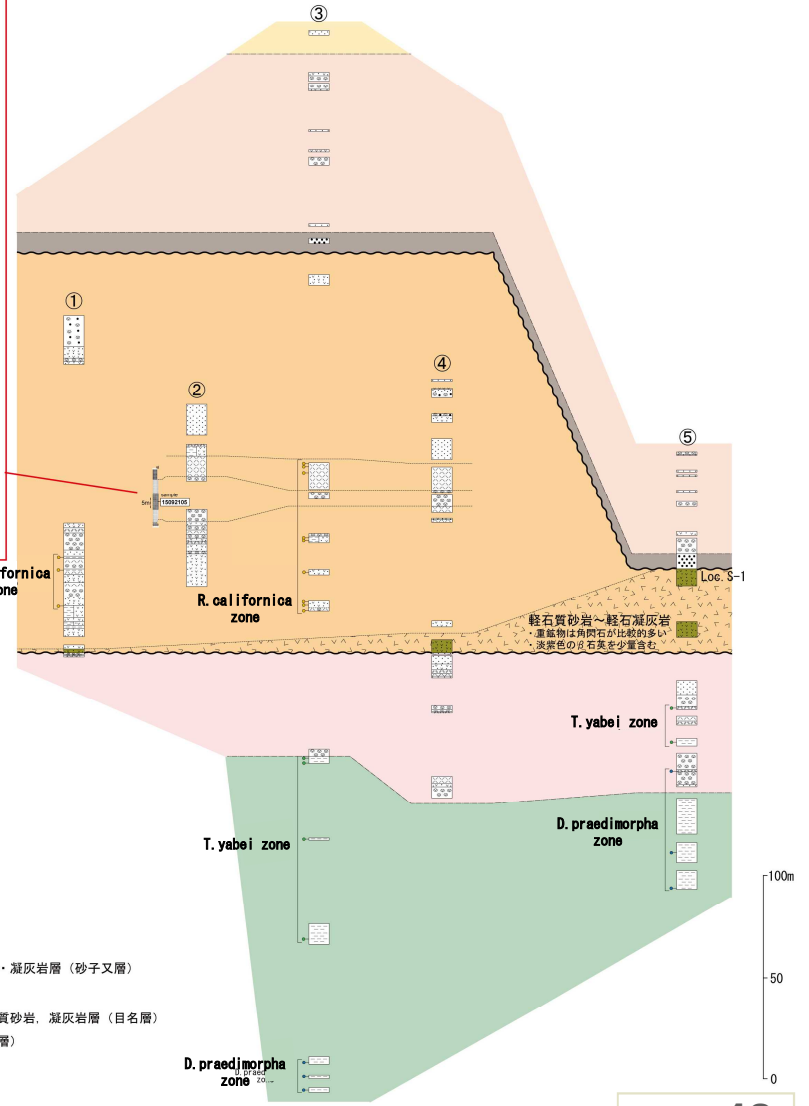 ③
①
②
④
⑤
sample
5m
15092105
fornica
one
R.californica
zone
Loc. S-1
軽石質砂岩～軽石凝灰岩
・重鉱物は角閃石が比較的多い
・淡紫色のβ石英を少量含む
T.yabei zone
T.yabei zone
D.praedimorpha
zone
100m
50
0
・凝灰岩層（砂子又層）
質砂岩，凝灰岩層（目名層）
層）
D.praedimorpha
zone
D.praed
zo